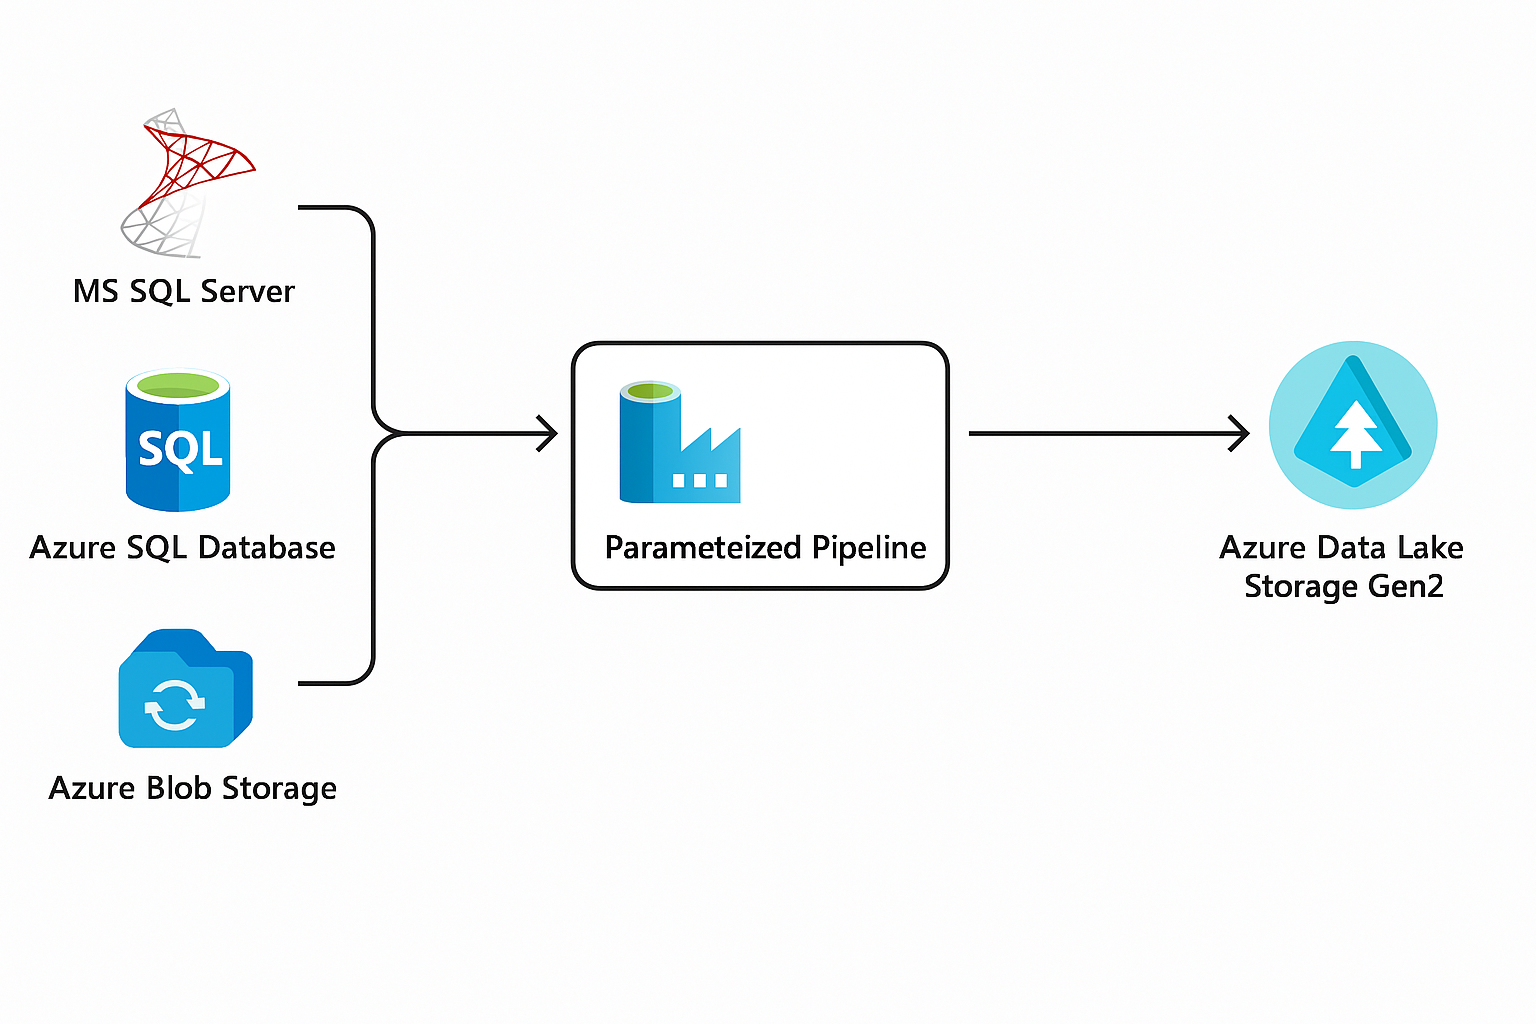 MS SQL Server
SQL
Azure SQL Database
Azure Blob Storage
Parameteized Pipeline
Azure Data Lake
Storage Gen2